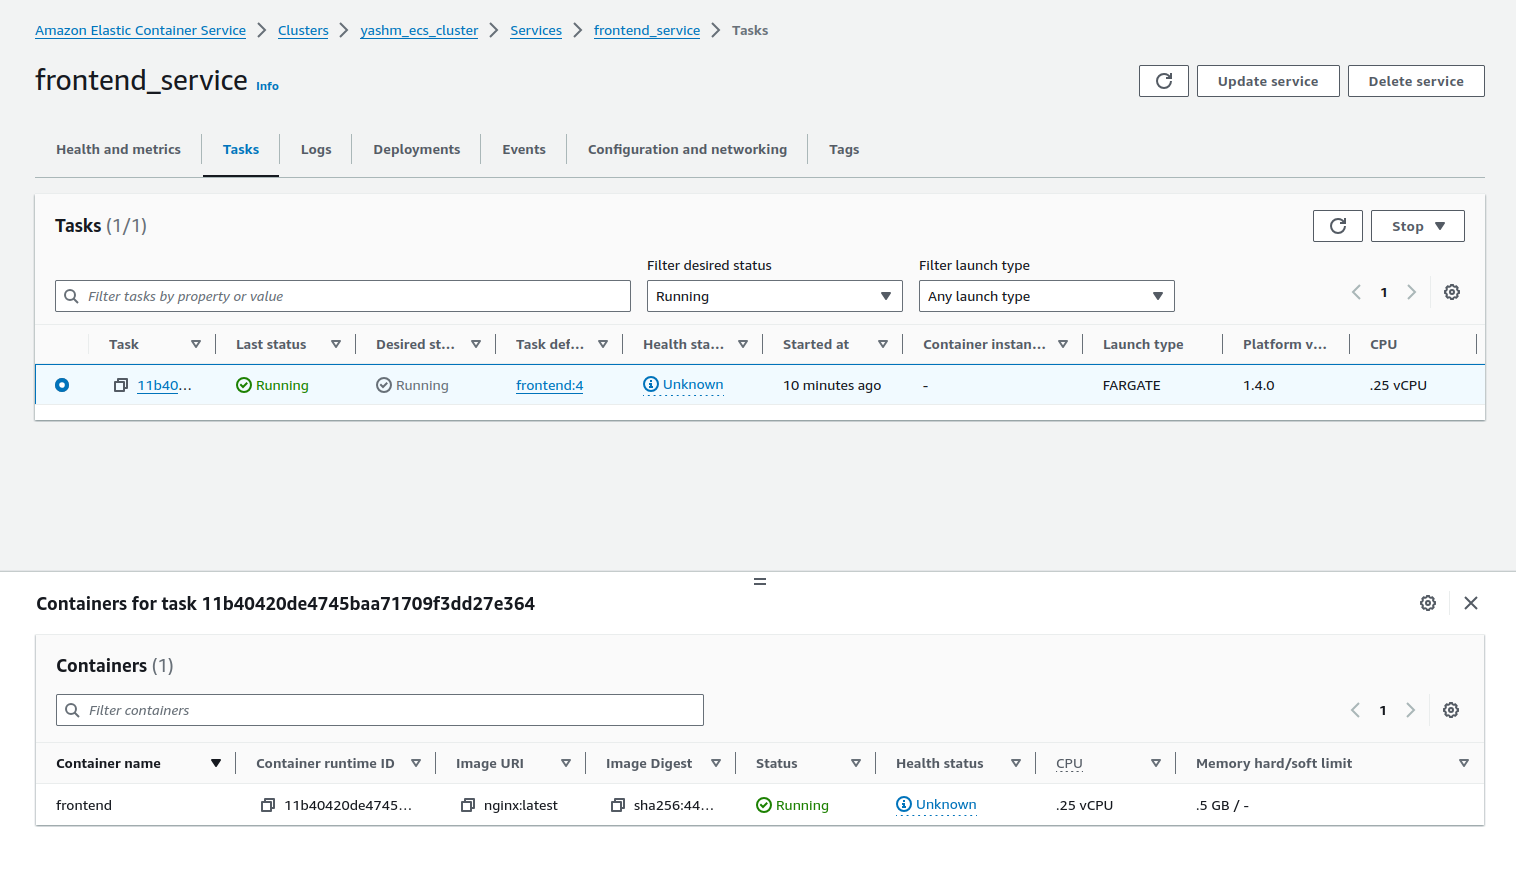 Amazon Elastic Container Service > Clusters > yashm_ecs_cluster > Services > frontend_service > Tasks
frontend_service Info
Update service Delete service
Health and metrics Tasks Logs Deployments Events Configuration and networking Tags
Tasks (1/1)
Stop
Filter desired status Filter launch type
Filter tasks by property or value Running Any launch type 1
Task Last status Desired st... Task def... Health sta... Started at Container instan... Launch type Platform v... CPU
11b40... Running Running frontend:4 Unknown 10 minutes ago - FARGATE 1.4.0 .25 vCPU
Containers for task 11b40420de4745baa71709f3dd27e364
Containers (1)
Filter containers 1
Container name Container runtime ID Image URI Image Digest Status Health status CPU Memory hard/soft limit
frontend 11b40420de4745... nginx:latest sha256:44... Running Unknown .25 vCPU .5 GB / -